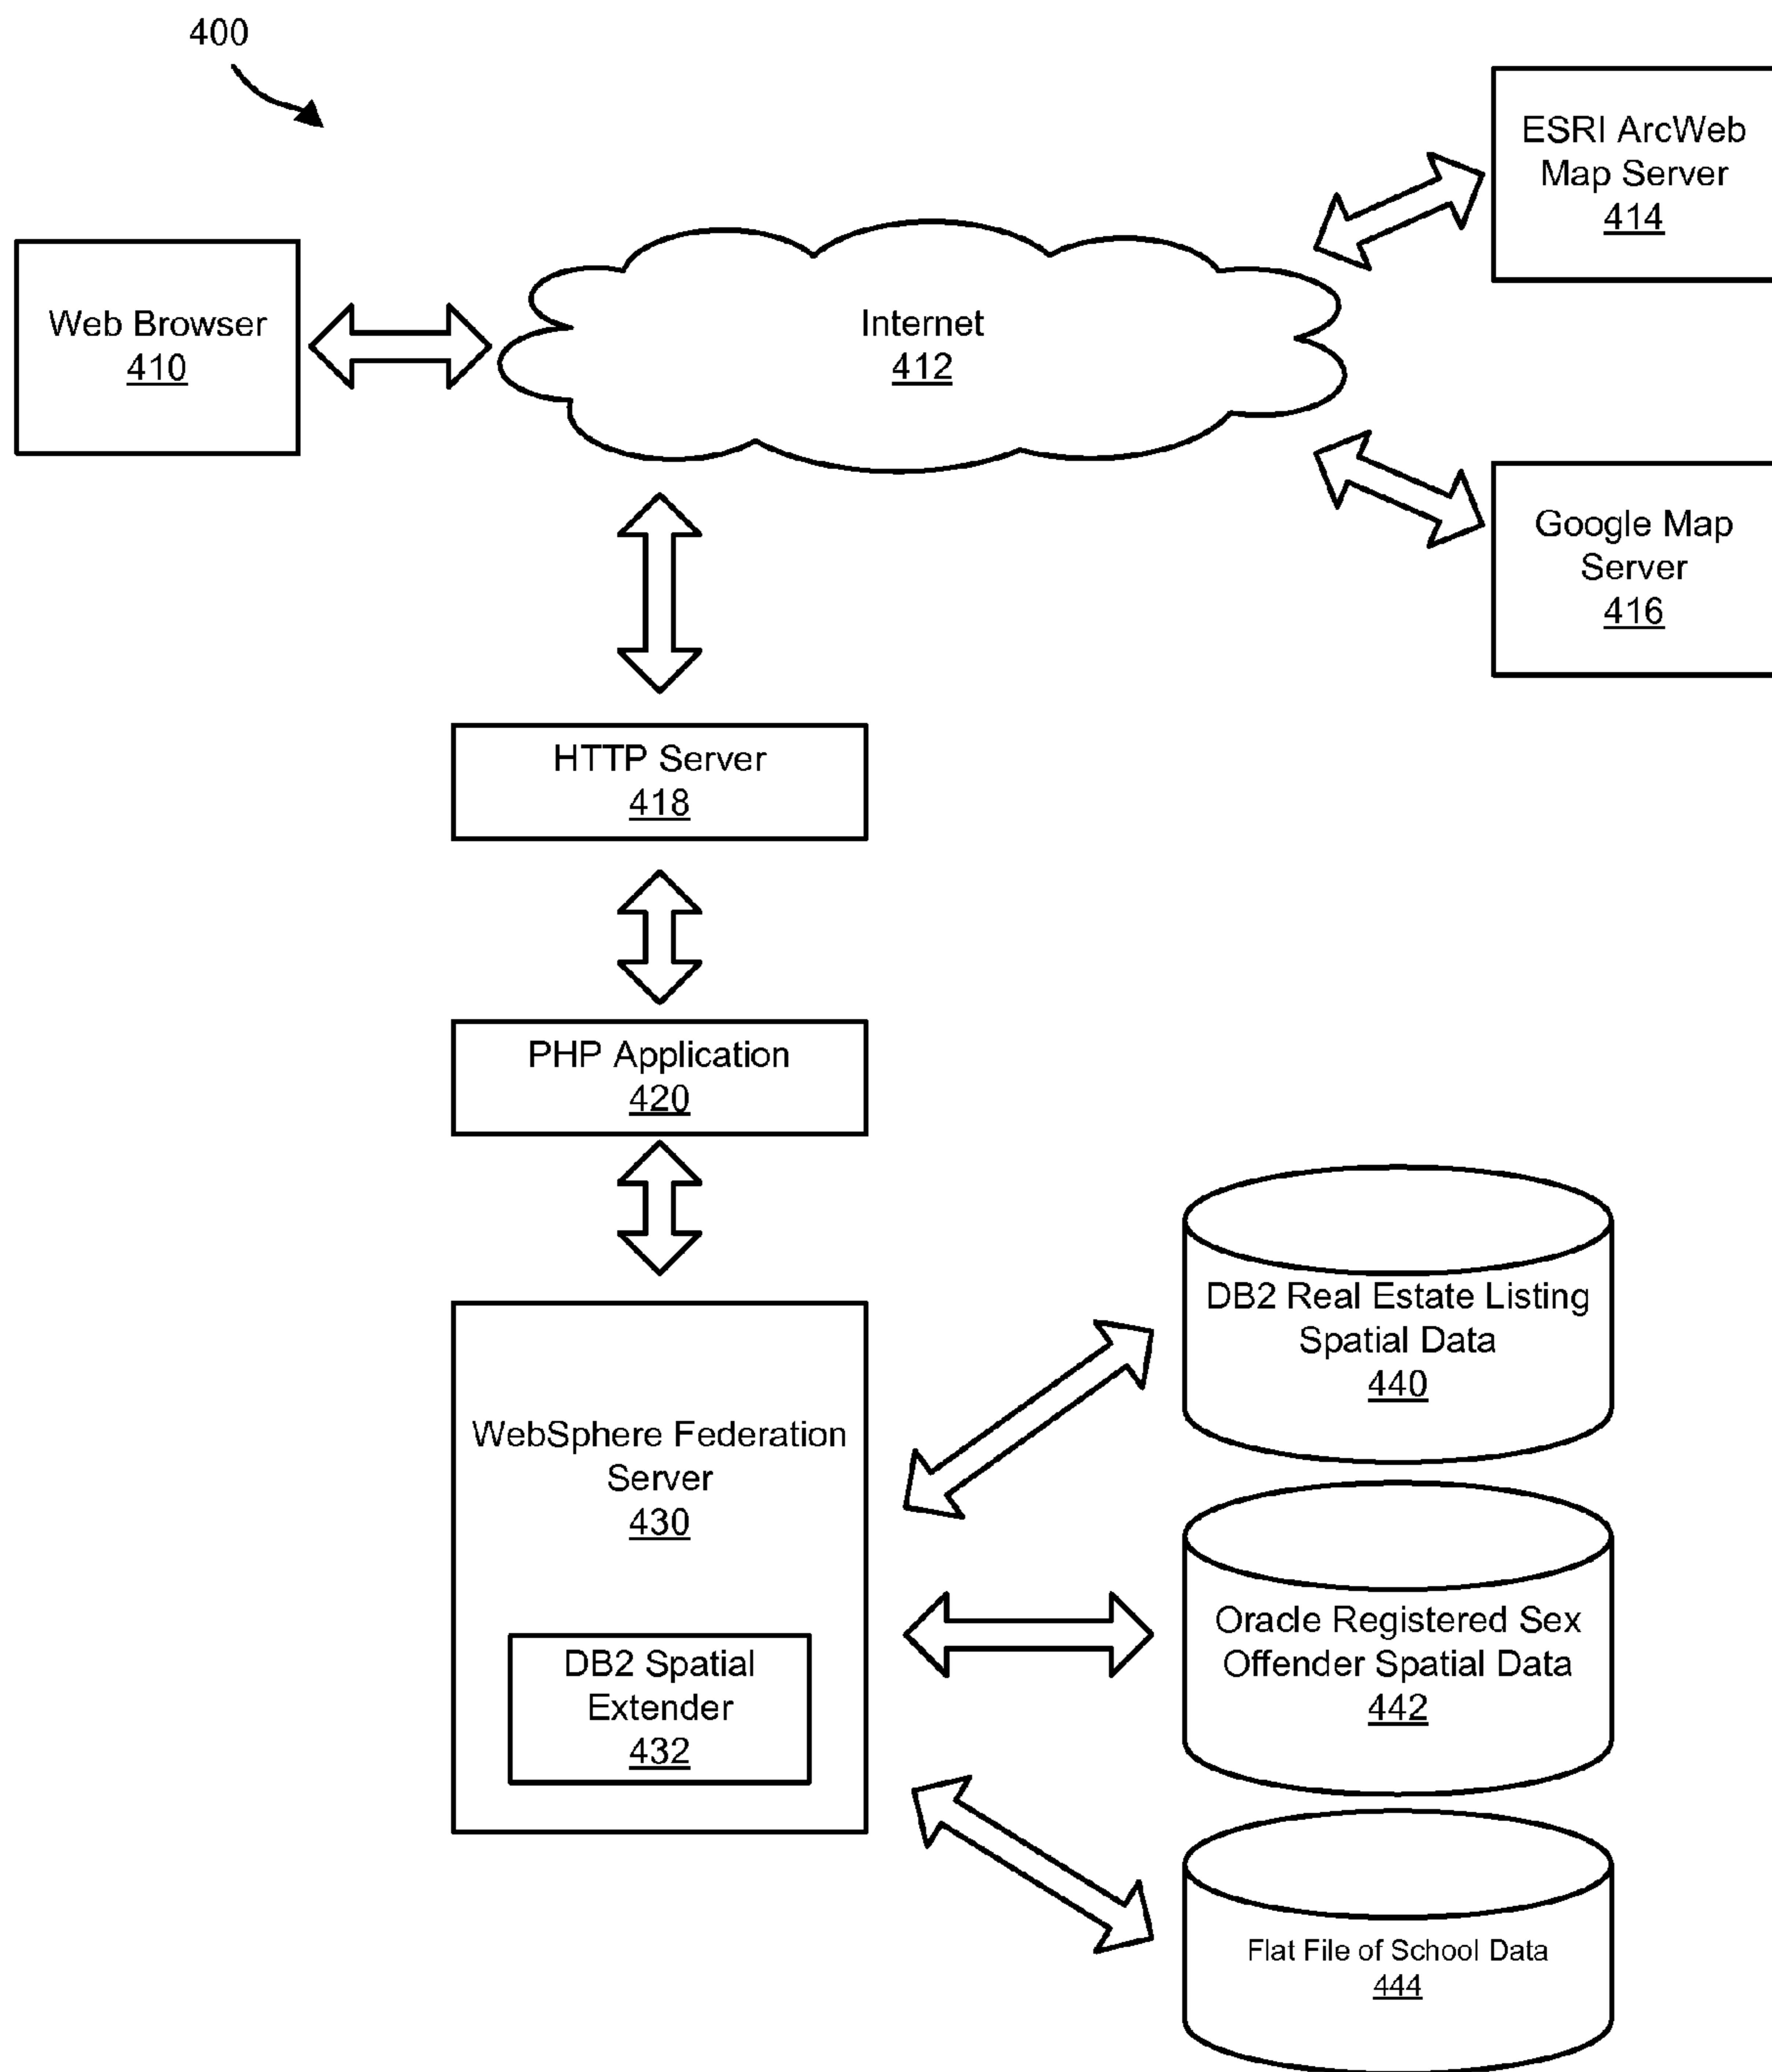 400
ESRI ArcWeb
Map Server
414
Web Browser
410
Internet
412
Google Map
Server
416
HTTP Server
418
PHP Application
420
DB2 Real Estate Listing
Spatial Data
440
WebSphere Federation
Server
430
Oracle Registered Sex
Offender Spatial Data
442
DB2 Spatial
Extender
432
Flat File of School Data
444